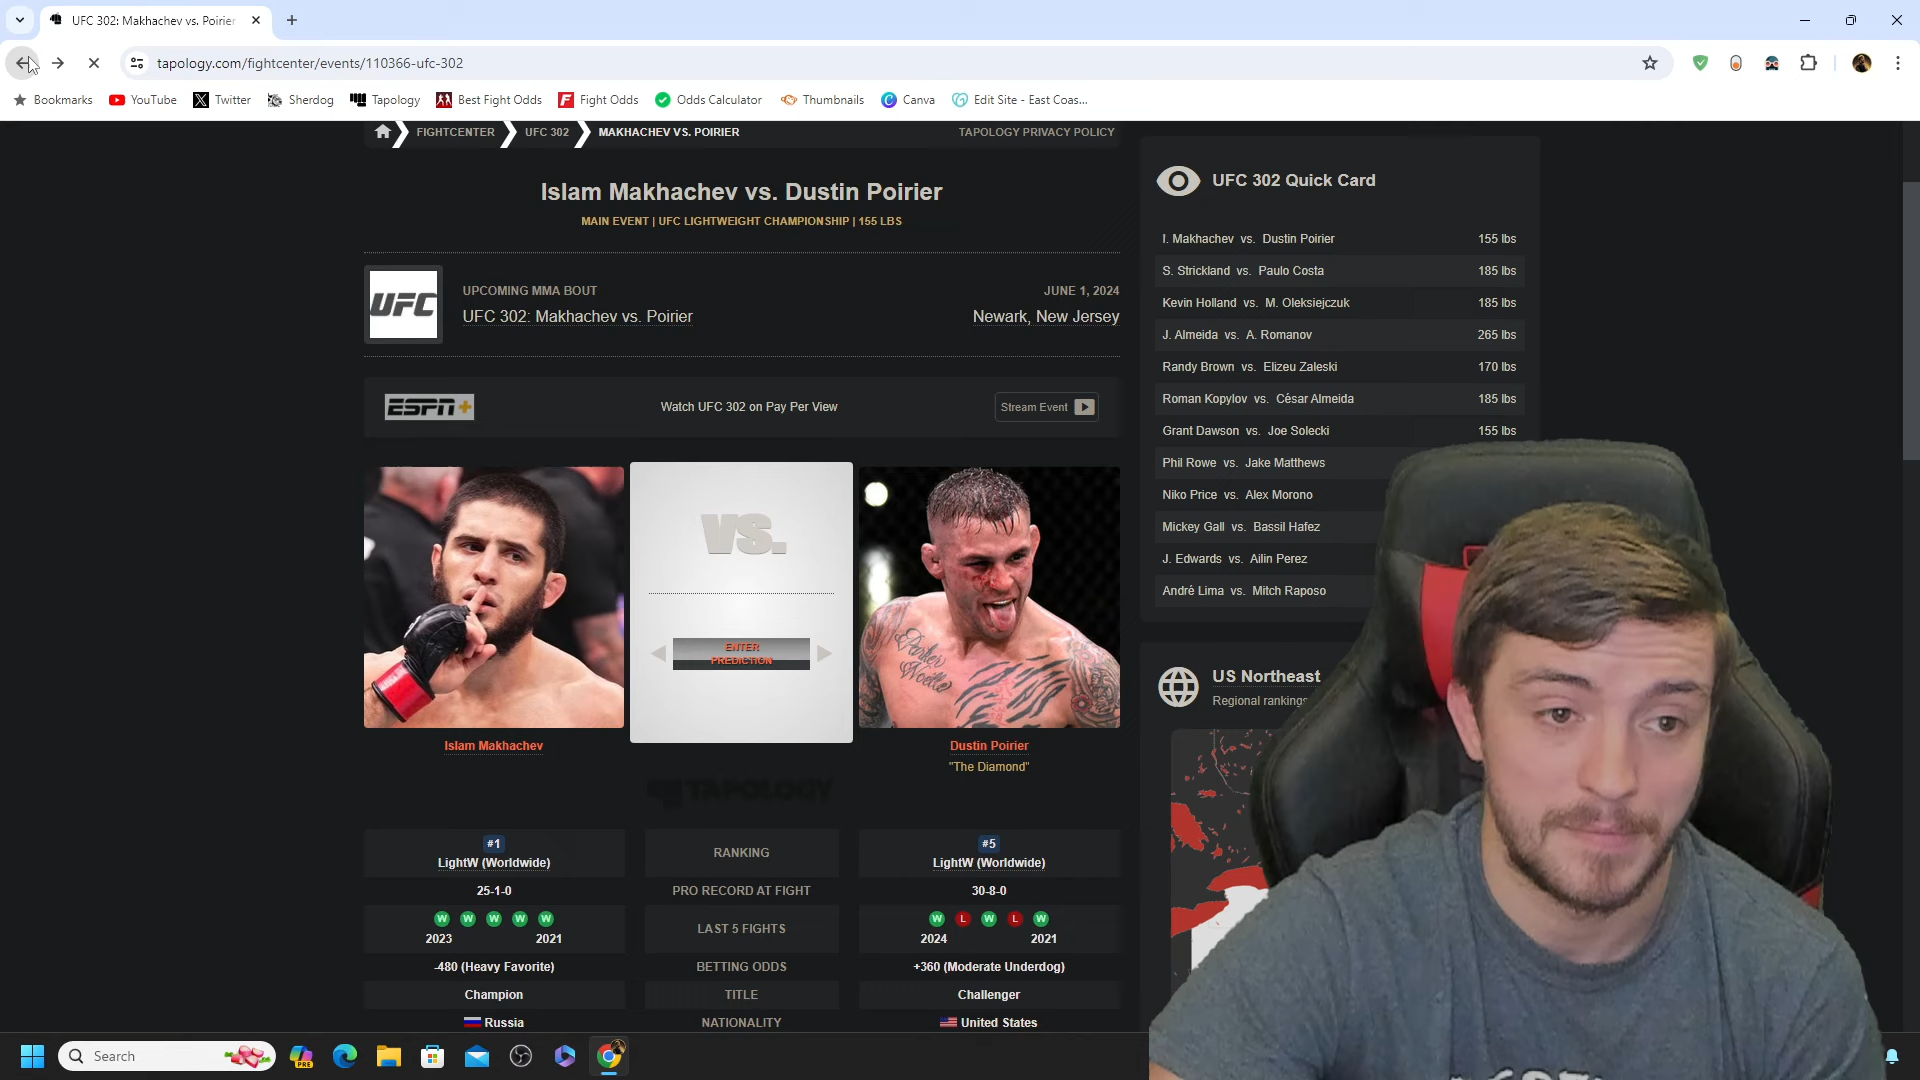 UFC 302: Makhachev vs. Poirier
tapology.com/fightcenter/events/110366-ufc-302
Bookmarks YouTube Twitter Sherdog Tapology Best Fight Odds Fight Odds Odds Calculator Thumbnails Canva Edit Site - East Coas...
FIGHTCENTER UFC 302 MAKHACHEV VS. POIRIER TAPOLOGY PRIVACY POLICY
Islam Makhachev vs. Dustin Poirier
MAIN EVENT | UFC LIGHTWEIGHT CHAMPIONSHIP | 155 LBS
UFC
UPCOMING MMA BOUT JUNE 1, 2024
UFC 302: Makhachev vs. Poirier Newark, New Jersey
ESPN+ Watch UFC 302 on Pay Per View Stream Event
VS.
ENTER
PREDICTION
Parker
Noelle
Islam Makhachev Dustin Poirier
"The Diamond"
TAPOLOGY
#1 #5
LightW (Worldwide) RANKING LightW (Worldwide)
25-1-0 PRO RECORD AT FIGHT 30-8-0
W W W W W LAST 5 FIGHTS W L W L W
2023 2021 2024 2021
-480 (Heavy Favorite) BETTING ODDS +360 (Moderate Underdog)
Champion TITLE Challenger
Russia NATIONALITY United States
UFC 302 Quick Card
I. Makhachev vs. Dustin Poirier 155 lbs
S. Strickland vs. Paulo Costa 185 lbs
Kevin Holland vs. M. Oleksiejczuk 185 lbs
J. Almeida vs. A. Romanov 265 lbs
Randy Brown vs. Elizeu Zaleski 170 lbs
Roman Kopylov vs. César Almeida 185 lbs
Grant Dawson vs. Joe Solecki 155 lbs
Phil Rowe vs. Jake Matthews
Niko Price vs. Alex Morono
Mickey Gall vs. Bassil Hafez
J. Edwards vs. Ailin Perez
André Lima vs. Mitch Raposo
US Northeast
Regional rankings
Search PRE